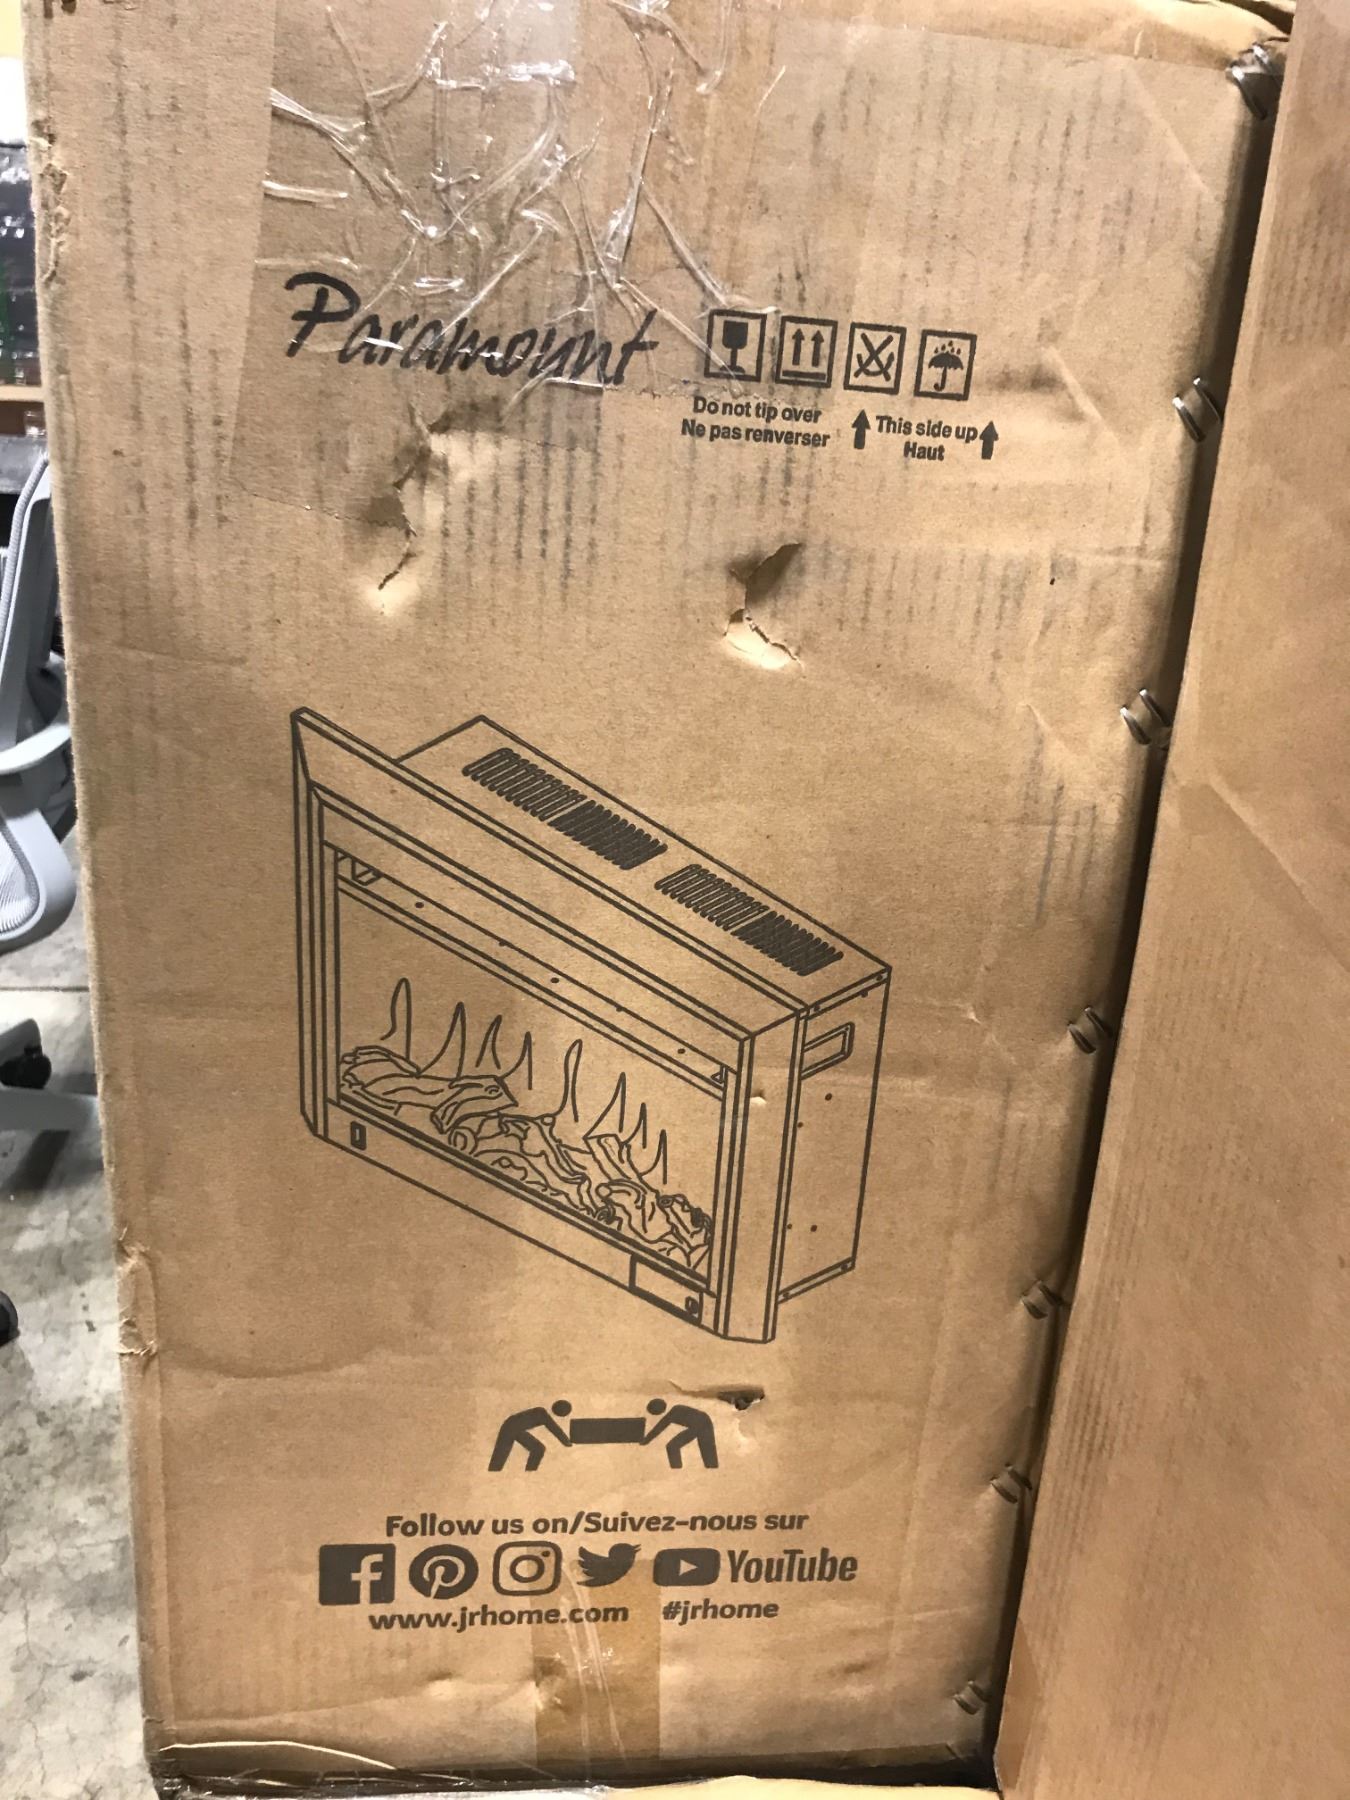 Paramount
Do not tip over
Ne pas renverser
This side up
Haut
Follow us on/Suivez-nous sur
YouTube
www.jrhome.com #jrhome